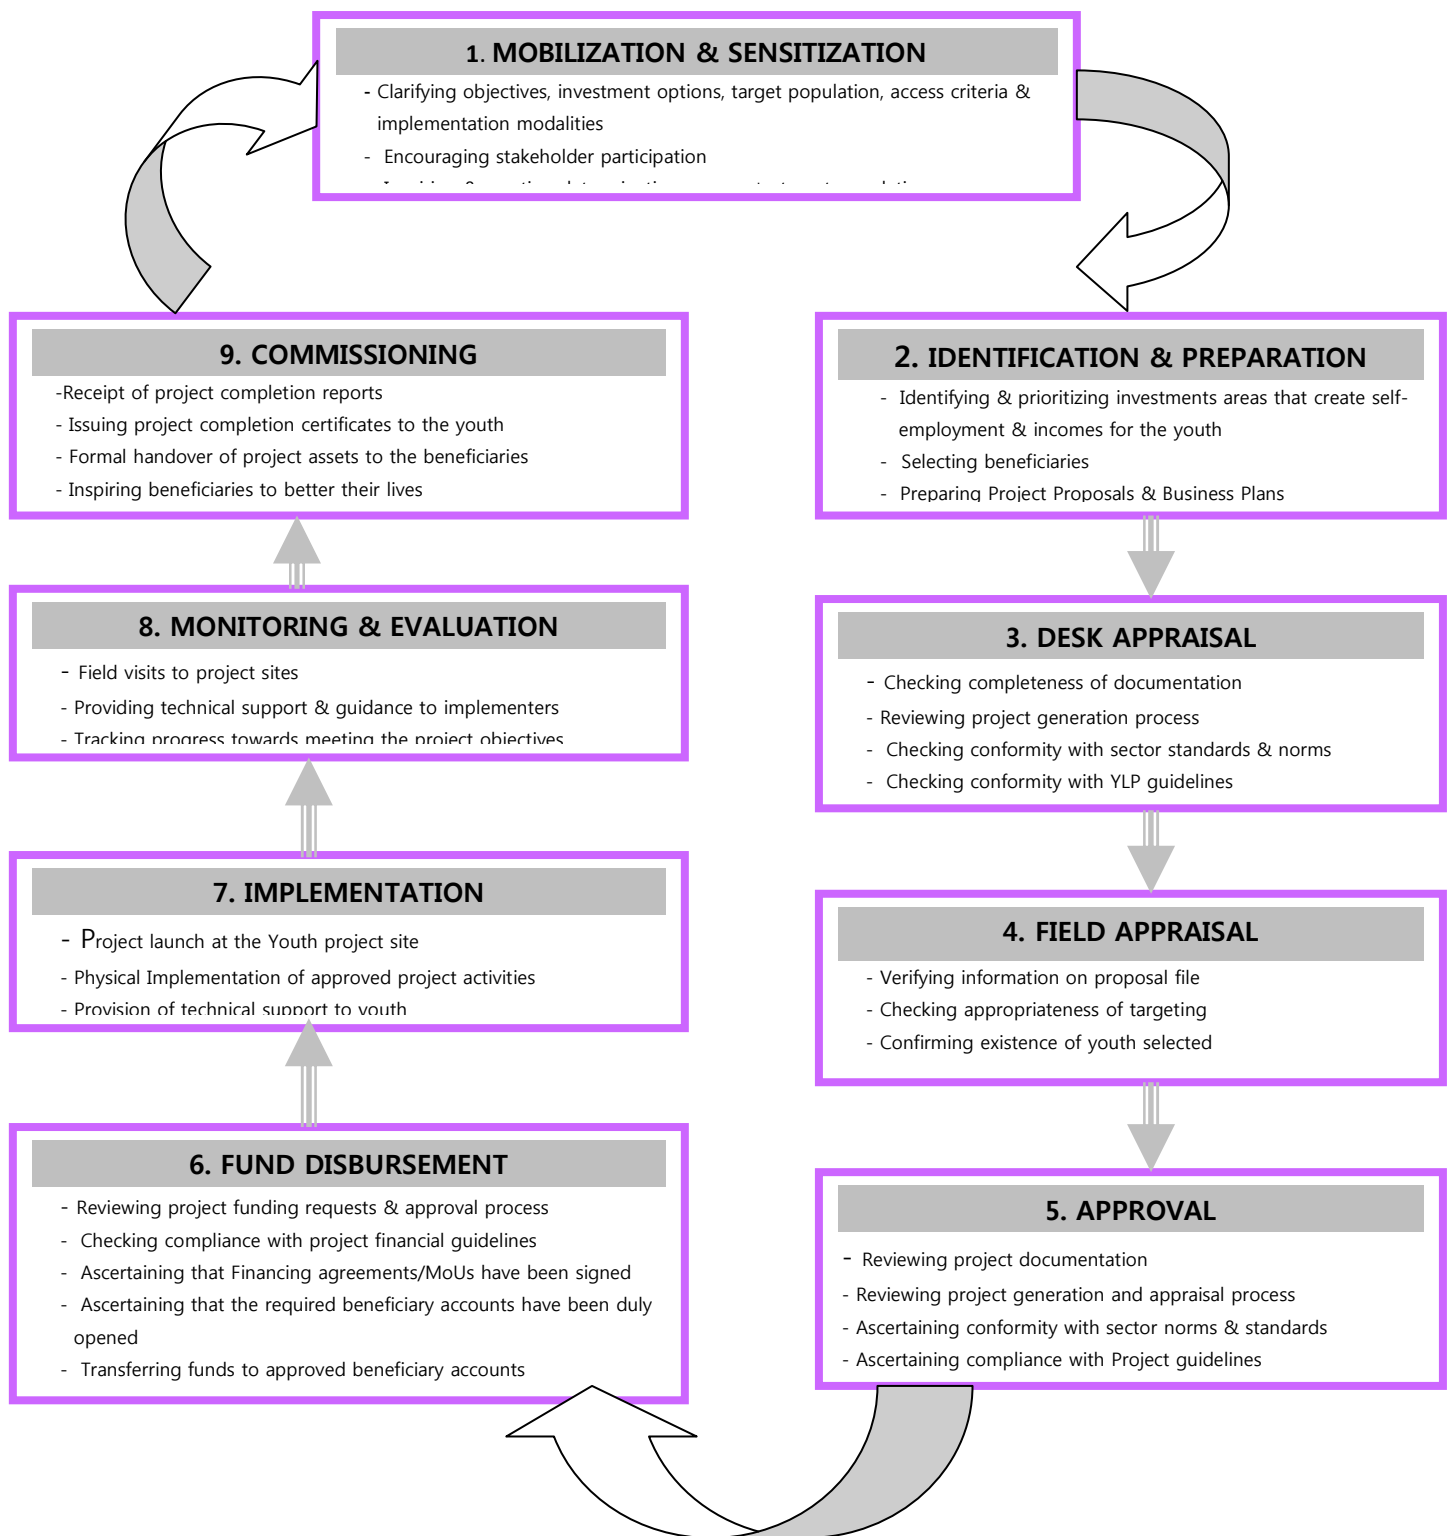 1. MOBILIZATION & SENSITIZATION
- Clarifying objectives, investment options, target population, access criteria &
implementation modalities
- Encouraging stakeholder participation
2. IDENTIFICATION & PREPARATION
- Identifying & prioritizing investments areas that create self-
employment & incomes for the youth
- Selecting beneficiaries
- Preparing Project Proposals & Business Plans
3. DESK APPRAISAL
- Checking completeness of documentation
- Reviewing project generation process
- Checking conformity with sector standards & norms
- Checking conformity with YLP guidelines
4. FIELD APPRAISAL
- Verifying information on proposal file
- Checking appropriateness of targeting
- Confirming existence of youth selected
5. APPROVAL
- Reviewing project documentation
- Reviewing project generation and appraisal process
- Ascertaining conformity with sector norms & standards
- Ascertaining compliance with Project guidelines
6. FUND DISBURSEMENT
- Reviewing project funding requests & approval process
- Checking compliance with project financial guidelines
- Ascertaining that Financing agreements/MoUs have been signed
- Ascertaining that the required beneficiary accounts have been duly
opened
- Transferring funds to approved beneficiary accounts
7. IMPLEMENTATION
- Project launch at the Youth project site
- Physical Implementation of approved project activities
- Provision of technical support to youth
8. MONITORING & EVALUATION
- Field visits to project sites
- Providing technical support & guidance to implementers
- Tracking progress towards meeting the project objectives
9. COMMISSIONING
-Receipt of project completion reports
- Issuing project completion certificates to the youth
- Formal handover of project assets to the beneficiaries
- Inspiring beneficiaries to better their lives